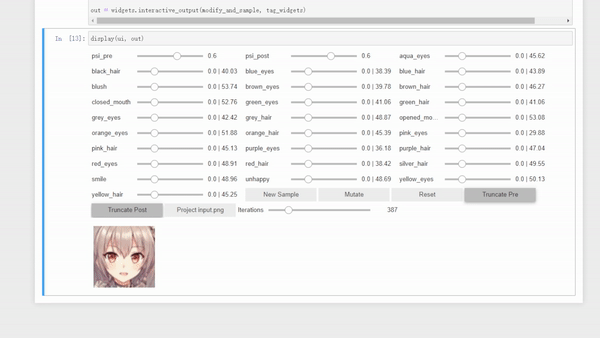 out = widgets.interactive_output(modify_and_sample, tag_widgets)
In [13]: display(ui, out)
psi_pre 0.6 psi_post 0.6 aqua_eyes 0.0 | 45.62
black_hair 0.0 | 40.03 blue_eyes 0.0 | 38.39 blue_hair 0.0 | 43.89
blush 0.0 | 53.74 brown_eyes 0.0 | 39.78 brown_hair 0.0 | 46.27
closed_mouth 0.0 | 52.76 green_eyes 0.0 | 41.06 green_hair 0.0 | 41.06
grey_eyes 0.0 | 42.42 grey_hair 0.0 | 48.87 opened_mo... 0.0 | 53.08
orange_eyes 0.0 | 51.88 orange_hair 0.0 | 45.39 pink_eyes 0.0 | 29.88
pink_hair 0.0 | 45.13 purple_eyes 0.0 | 36.18 purple_hair 0.0 | 47.04
red_eyes 0.0 | 48.91 red_hair 0.0 | 38.42 silver_hair 0.0 | 49.55
smile 0.0 | 48.96 unhappy 0.0 | 48.69 yellow_eyes 0.0 | 50.13
yellow_hair 0.0 | 45.25 New Sample Mutate Reset Truncate Pre
Truncate Post Project input.png Iterations 387